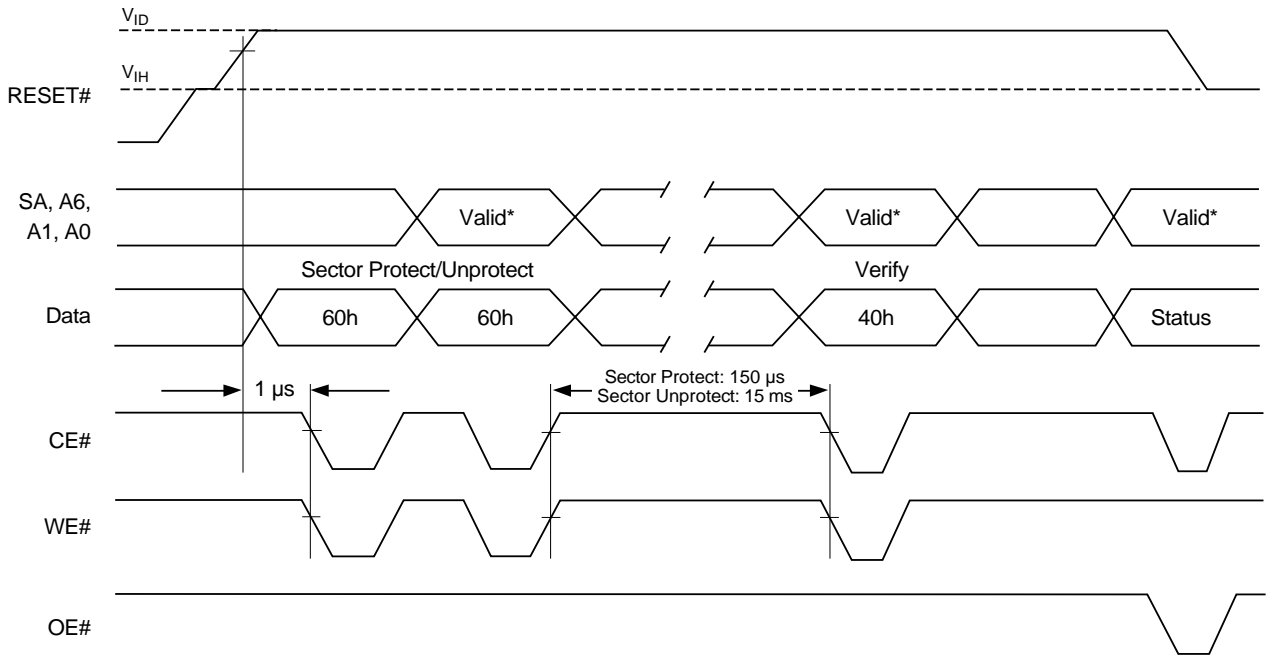 VID
VIH
RESET#
SA, A6,
A1, A0
Valid* Valid* Valid*
Sector Protect/Unprotect Verify
Data 60h 60h 40h Status
1 µs
Sector Protect: 150 µs
Sector Unprotect: 15 ms
CE#
WE#
OE#